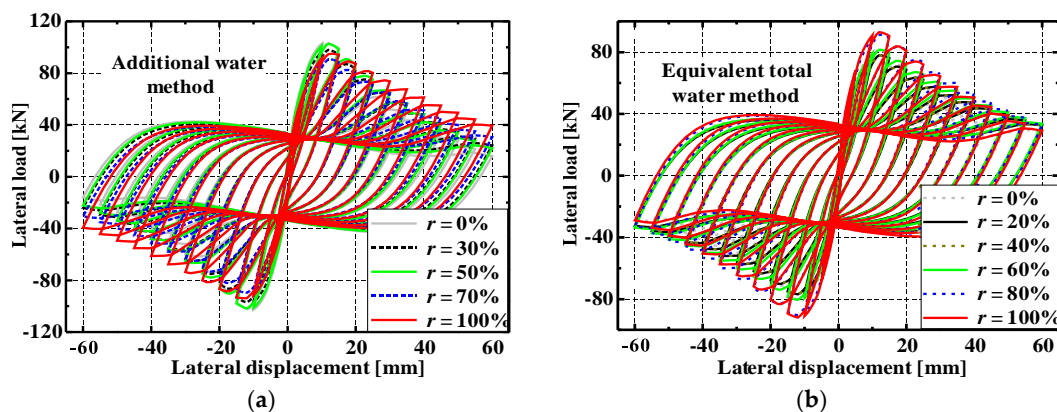 120
80
40
0
-40
-80
-120
Lateral load [kN]
Additional water
method
r = 0%
r = 30%
r = 50%
r = 70%
r = 100%
-60 -40 -20 0 20 40 60
Lateral displacement [mm]
(a)
80
40
0
-40
-80
Lateral load [kN]
Equivalent total
water method
r = 0%
r = 20%
r = 40%
r = 60%
r = 80%
r = 100%
-60 -40 -20 0 20 40 60
Lateral displacement [mm]
(b)